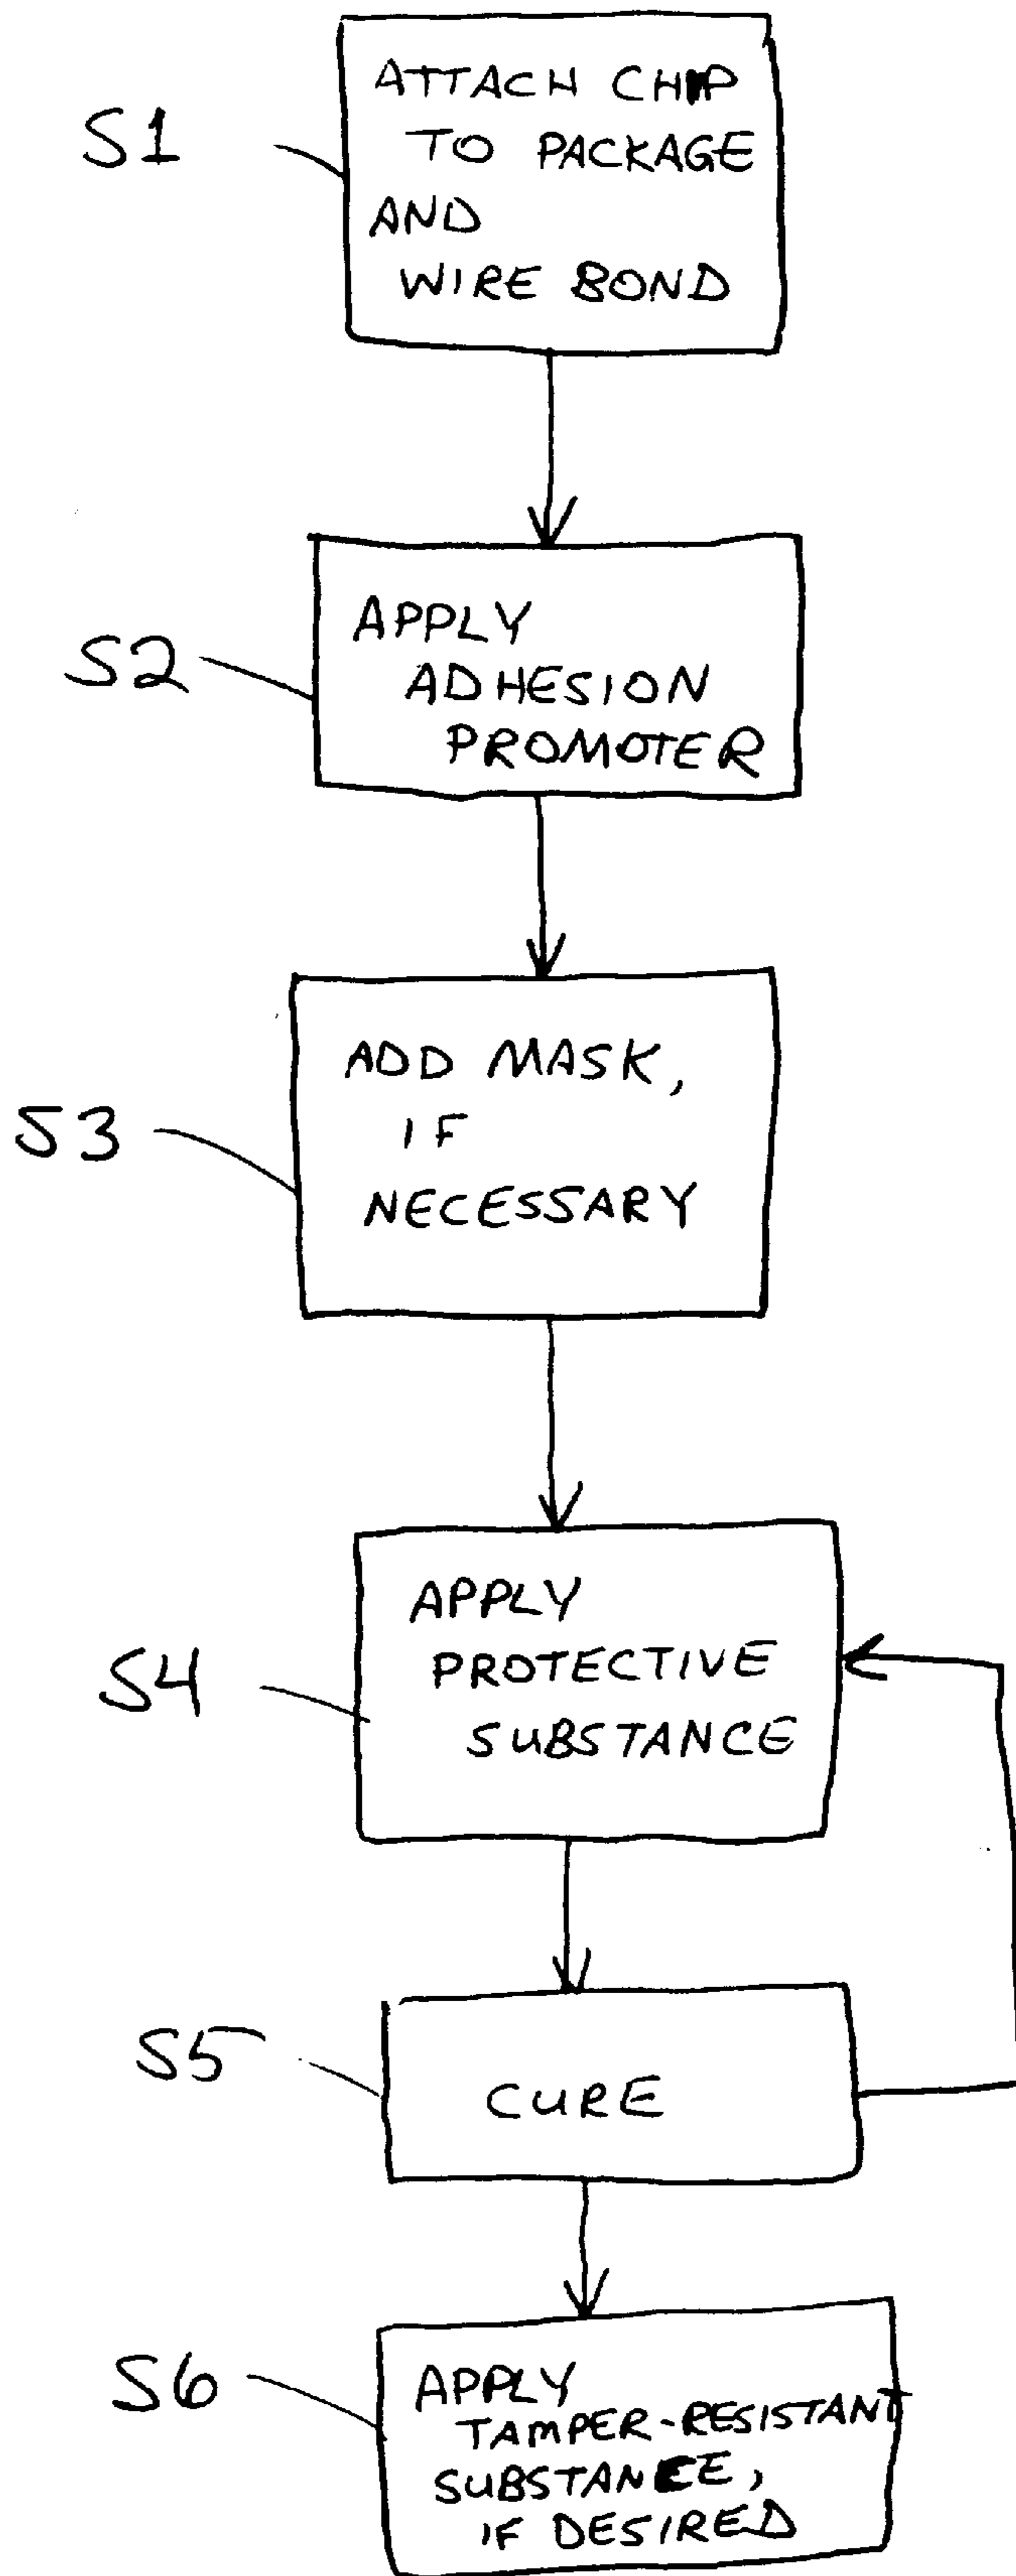 S1
ATTACH CHIP
TO PACKAGE
AND
WIRE BOND
S2
APPLY
ADHESION
PROMOTER
S3
ADD MASK,
IF
NECESSARY
S4
APPLY
PROTECTIVE
SUBSTANCE
S5
CURE
S6
APPLY
TAMPER-RESISTANT
SUBSTANCE,
IF DESIRED